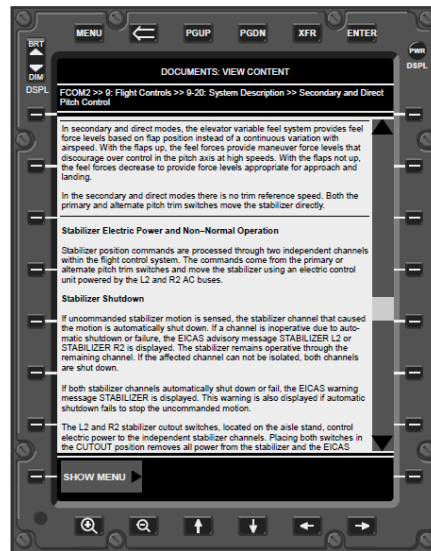 MENU
PGUP
PGDN
XFR
ENTER
BRT
DIM
DSPL
PWR
DSPL
DOCUMENTS: VIEW CONTENT
FCOM2 >> 9: Flight Controls >> 9-20: System Description >> Secondary and Direct
Pitch Control
In secondary and direct modes, the elevator variable feel system provides feel
force levels based on flap position instead of a continuous variation with
airspeed. With the flaps up, the feel forces provide maneuver force levels that
discourage over control in the pitch axis at high speeds. With the flaps not up,
the feel forces decrease to provide force levels appropriate for approach and
landing.
In the secondary and direct modes there is no trim reference speed. Both the
primary and alternate pitch trim switches move the stabilizer directly.
Stabilizer Electric Power and Non–Normal Operation
Stabilizer position commands are processed through two independent channels
within the flight control system. The commands come from the primary or
alternate pitch trim switches and move the stabilizer using an electric control
unit powered by the L2 and R2 AC buses.
Stabilizer Shutdown
If uncommanded stabilizer motion is sensed, the stabilizer channel that caused
the motion is automatically shut down. If a channel is inoperative due to auto-
matic shutdown or failure, the EICAS advisory message STABILIZER L2 or
STABILIZER R2 is displayed. The stabilizer remains operative through the
remaining channel. If the affected channel can not be isolated, both channels
are shut down.
If both stabilizer channels automatically shut down or fail, the EICAS warning
message STABILIZER is displayed. This warning is also displayed if automatic
shutdown fails to stop the uncommanded motion.
The L2 and R2 stabilizer cutout switches, located on the aisle stand, control
electric power to the independent stabilizer channels. Placing both switches in
the CUTOUT position removes all power from the stabilizer and the EICAS
SHOW MENU